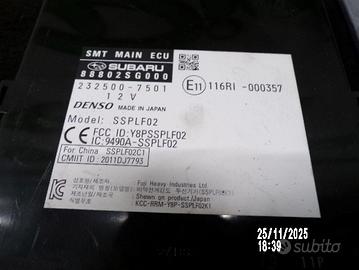 SMT MAIN ECU
SUBARU
88802SG000
232500-7501
12V
E11 116RI -000357
DENSO MADE IN JAPAN
Model: SSPLF02
FCC ID:Y8PSSPLF02
IC:9490A-SSPLF02
For China SSPLF02C1
CMIIT ID: 2011DJ7793
Fuji Heavy Industries Ltd
Shown on product/Japan
KCC-RRM-Y8P-SSPLF02K1
25/11/2025
18:39
subito